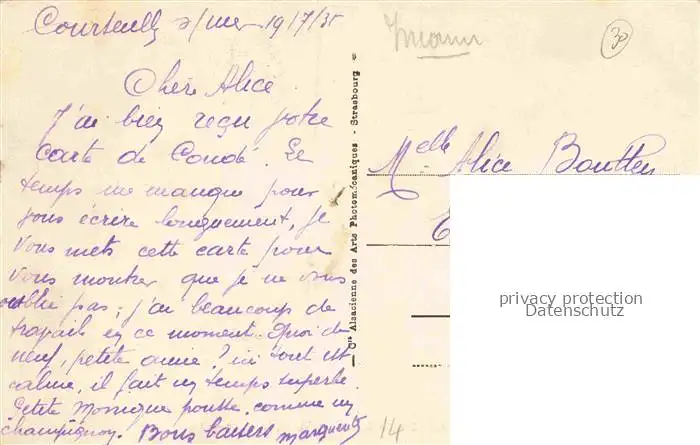 Courseulles s/mer 19/7/35
Chère Alice
J'ai bien reçu votre
carte de Condé. Le
temps me manque pour
vous écrire longuement, je
vous mets cette carte pour
vous montrer que je ne vous
oublie pas ; j'ai beaucoup de
travail en ce moment. Quoi de
neuf, petite amie ? ici tout est
calme, il fait un temps superbe.
Petite Monique pousse comme un
champignon. Bons baisers Marguerite
Cie Alsacienne des Arts Photomécaniques - Strasbourg
30
Melle Alice
privacy protection
Datenschutz
14